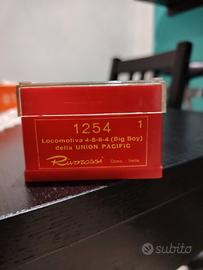 1254 1
Locomotiva 4-8-8-4 (Big Boy)
della UNION PACIFIC
Rivarossi Como - Italia
subito